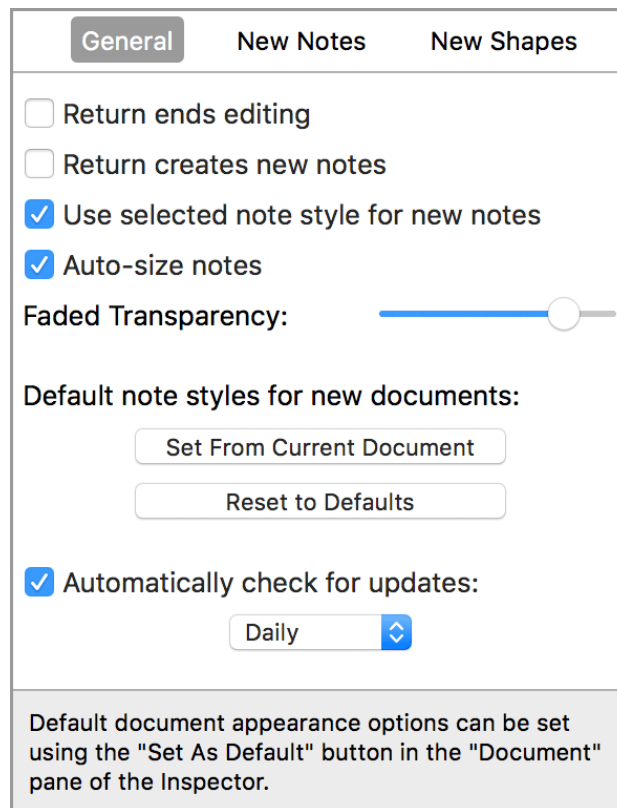 General New Notes New Shapes
Return ends editing
Return creates new notes
Use selected note style for new notes
Auto-size notes
Faded Transparency:
Default note styles for new documents:
Set From Current Document
Reset to Defaults
Automatically check for updates:
Daily
Default document appearance options can be set
using the "Set As Default" button in the "Document"
pane of the Inspector.